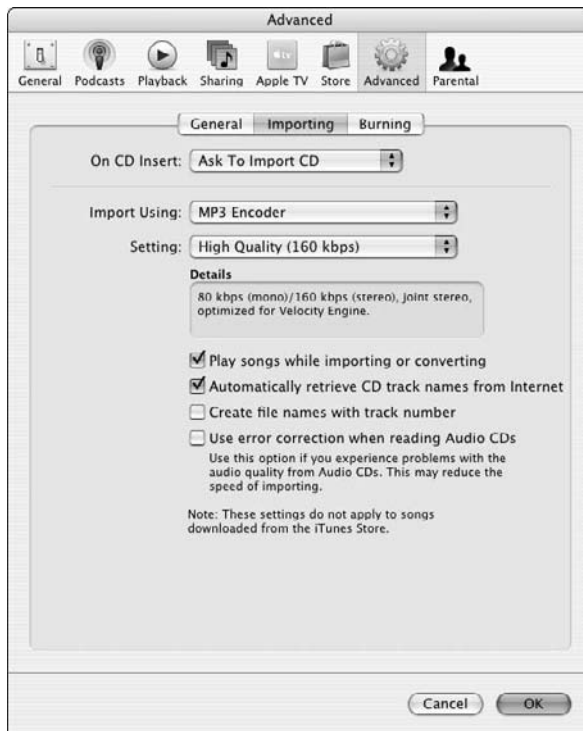 Advanced
General Podcasts Playback Sharing Apple TV Store Advanced Parental
General Importing Burning
On CD Insert: Ask To Import CD
Import Using: MP3 Encoder
Setting: High Quality (160 kbps)
Details
80 kbps (mono)/160 kbps (stereo), joint stereo,
optimized for Velocity Engine.
Play songs while importing or converting
Automatically retrieve CD track names from Internet
Create file names with track number
Use error correction when reading Audio CDs
Use this option if you experience problems with the
audio quality from Audio CDs. This may reduce the
speed of importing.
Note: These settings do not apply to songs
downloaded from the iTunes Store.
Cancel OK